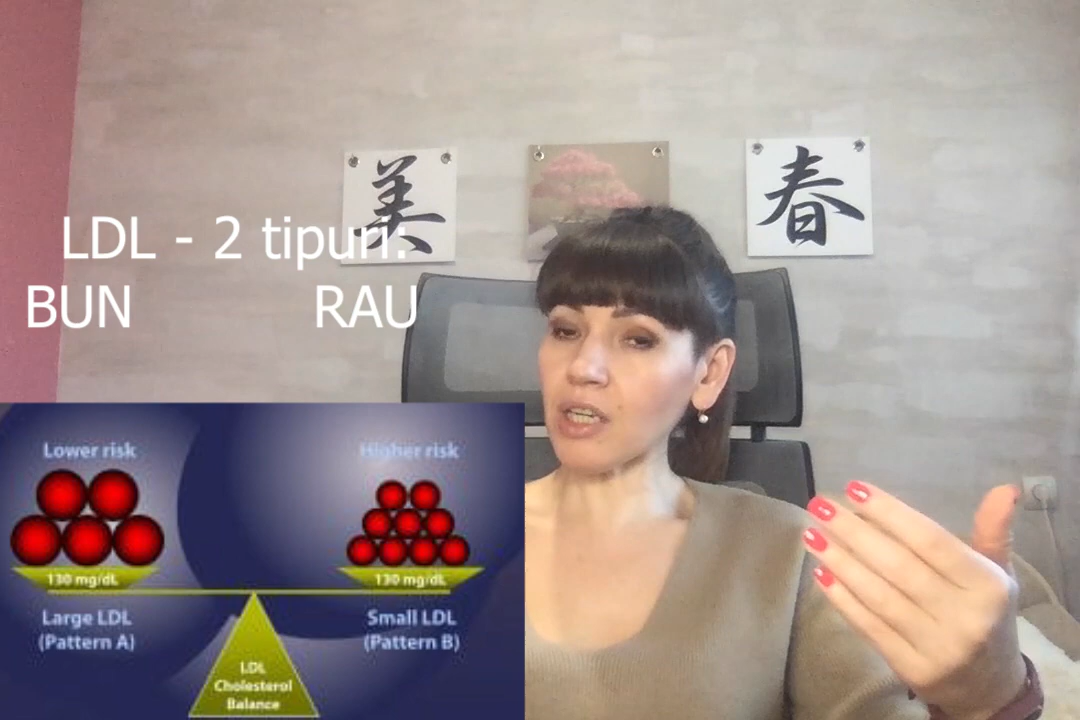 美
春
LDL - 2 tipuri:
BUN RAU
Lower risk
Higher risk
130 mg/dL
130 mg/dL
Large LDL
(Pattern A)
Small LDL
(Pattern B)
LDL
Cholesterol
Balance